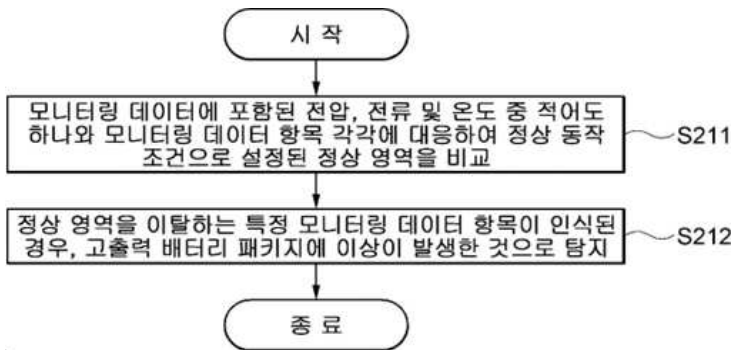 시 작
모니터링 데이터에 포함된 전압, 전류 및 온도 중 적어도
하나와 모니터링 데이터 항목 각각에 대응하여 정상 동작
조건으로 설정된 정상 영역을 비교
S211
정상 영역을 이탈하는 특정 모니터링 데이터 항목이 인식된
경우, 고출력 배터리 패키지에 이상이 발생한 것으로 탐지
S212
종 료